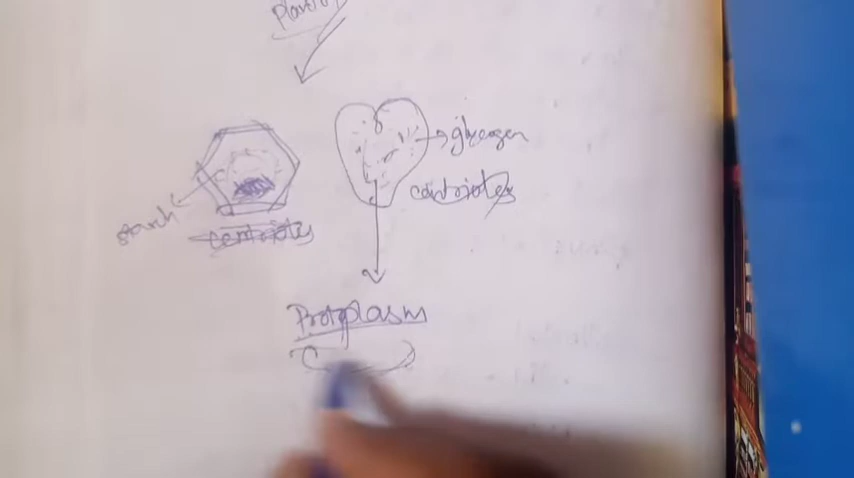 glycogen
centrioles
starch
centrioles
Protoplasm